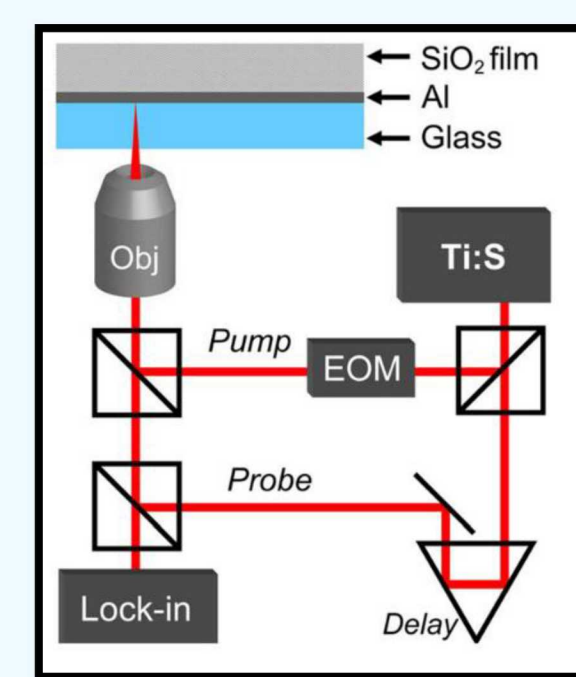 SiO₂ film
Al
Glass
Obj
Ti:S
Pump
EOM
Probe
Lock-in
Delay